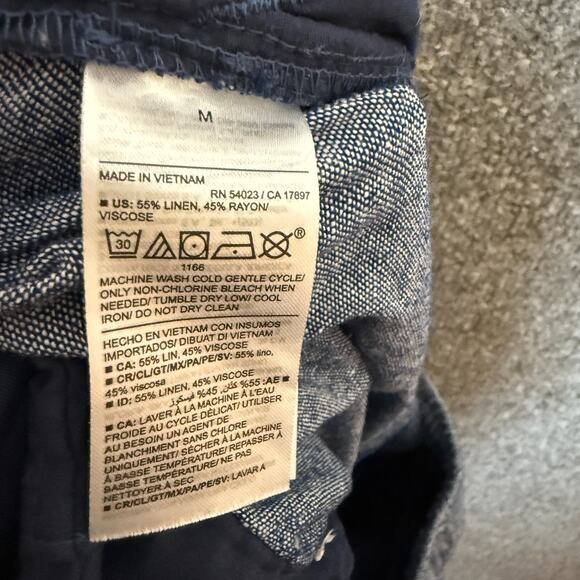 M
MADE IN VIETNAM
RN 54023 / CA 17897
■ US: 55% LINEN, 45% RAYON/
VISCOSE
30
®
1166
MACHINE WASH COLD GENTLE CYCLE/
ONLY NON-CHLORINE BLEACH WHEN
NEEDED/ TUMBLE DRY LOW/ COOL
IRON/ DO NOT DRY CLEAN
HECHO EN VIETNAM CON INSUMOS
IMPORTADOS/ DIBUAT DI VIETNAM
■ CA: 55% LIN, 45% VISCOSE
■ CR/CL/GT/MX/PA/PE/SV: 55% lino,
45% viscosa
■ ID: 55% LINEN, 45% VISCOSE
■ AE: 55% كتان, 45% فيسكوز
■ CA: LAVER À LA MACHINE À L'EAU
FROIDE AU CYCLE DÉLICAT/ UTILISER
AU BESOIN UN AGENT DE
BLANCHIMENT SANS CHLORE
UNIQUEMENT/ SÉCHER À LA MACHINE
À BASSE TEMPÉRATURE/ REPASSER À
BASSE TEMPÉRATURE/ NE PAS
NETTOYER À SEC
■ CR/CL/GT/MX/PA/PE/SV: LAVAR A